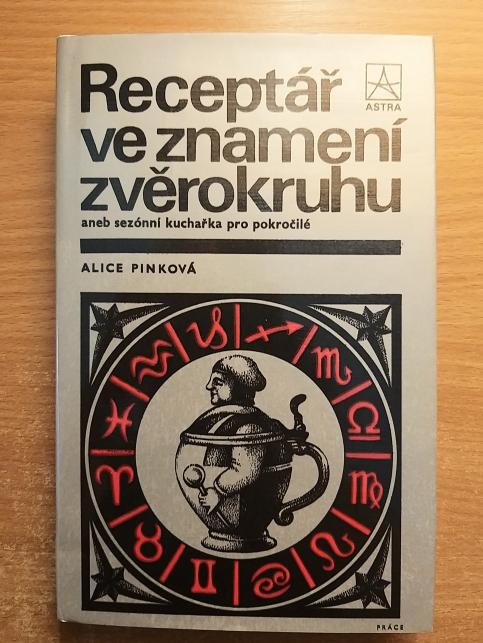 Receptář
ve znamení
zvěrokruhu
ASTRA
aneb sezónní kuchařka pro pokročilé
ALICE PINKOVÁ
PRÁCE